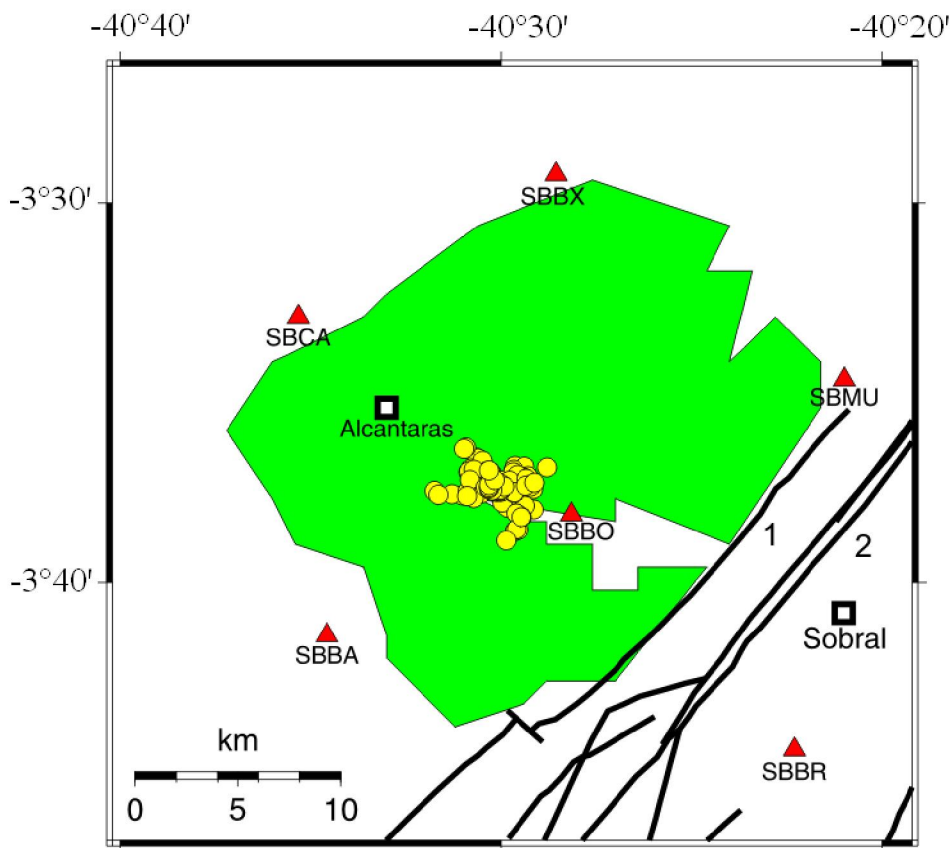 -40°40' -40°30' -40°20'
-3°30'
SBBX
SBCA
SBMU
Alcantaras
SBBO
1
2
-3°40'
Sobral
SBBA
km
SBBR
0 5 10